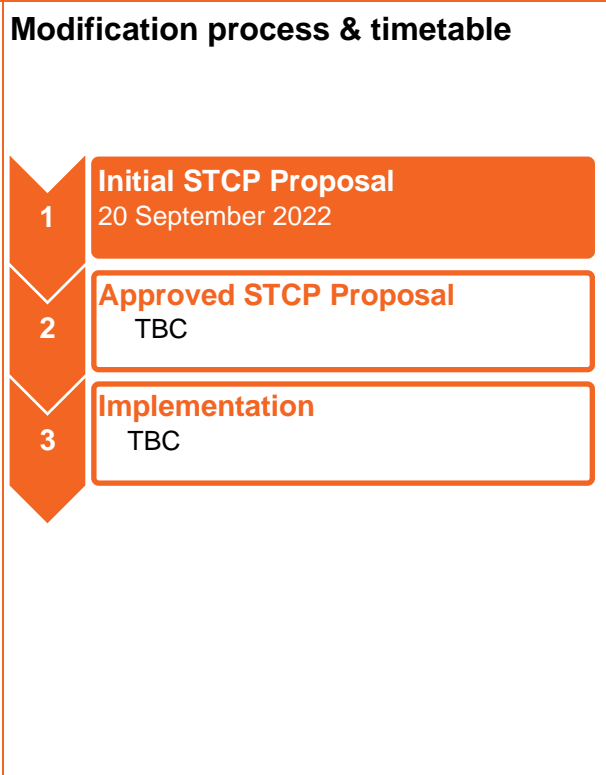 Modification process & timetable
1
Initial STCP Proposal
20 September 2022
2
Approved STCP Proposal
TBC
3
Implementation
TBC